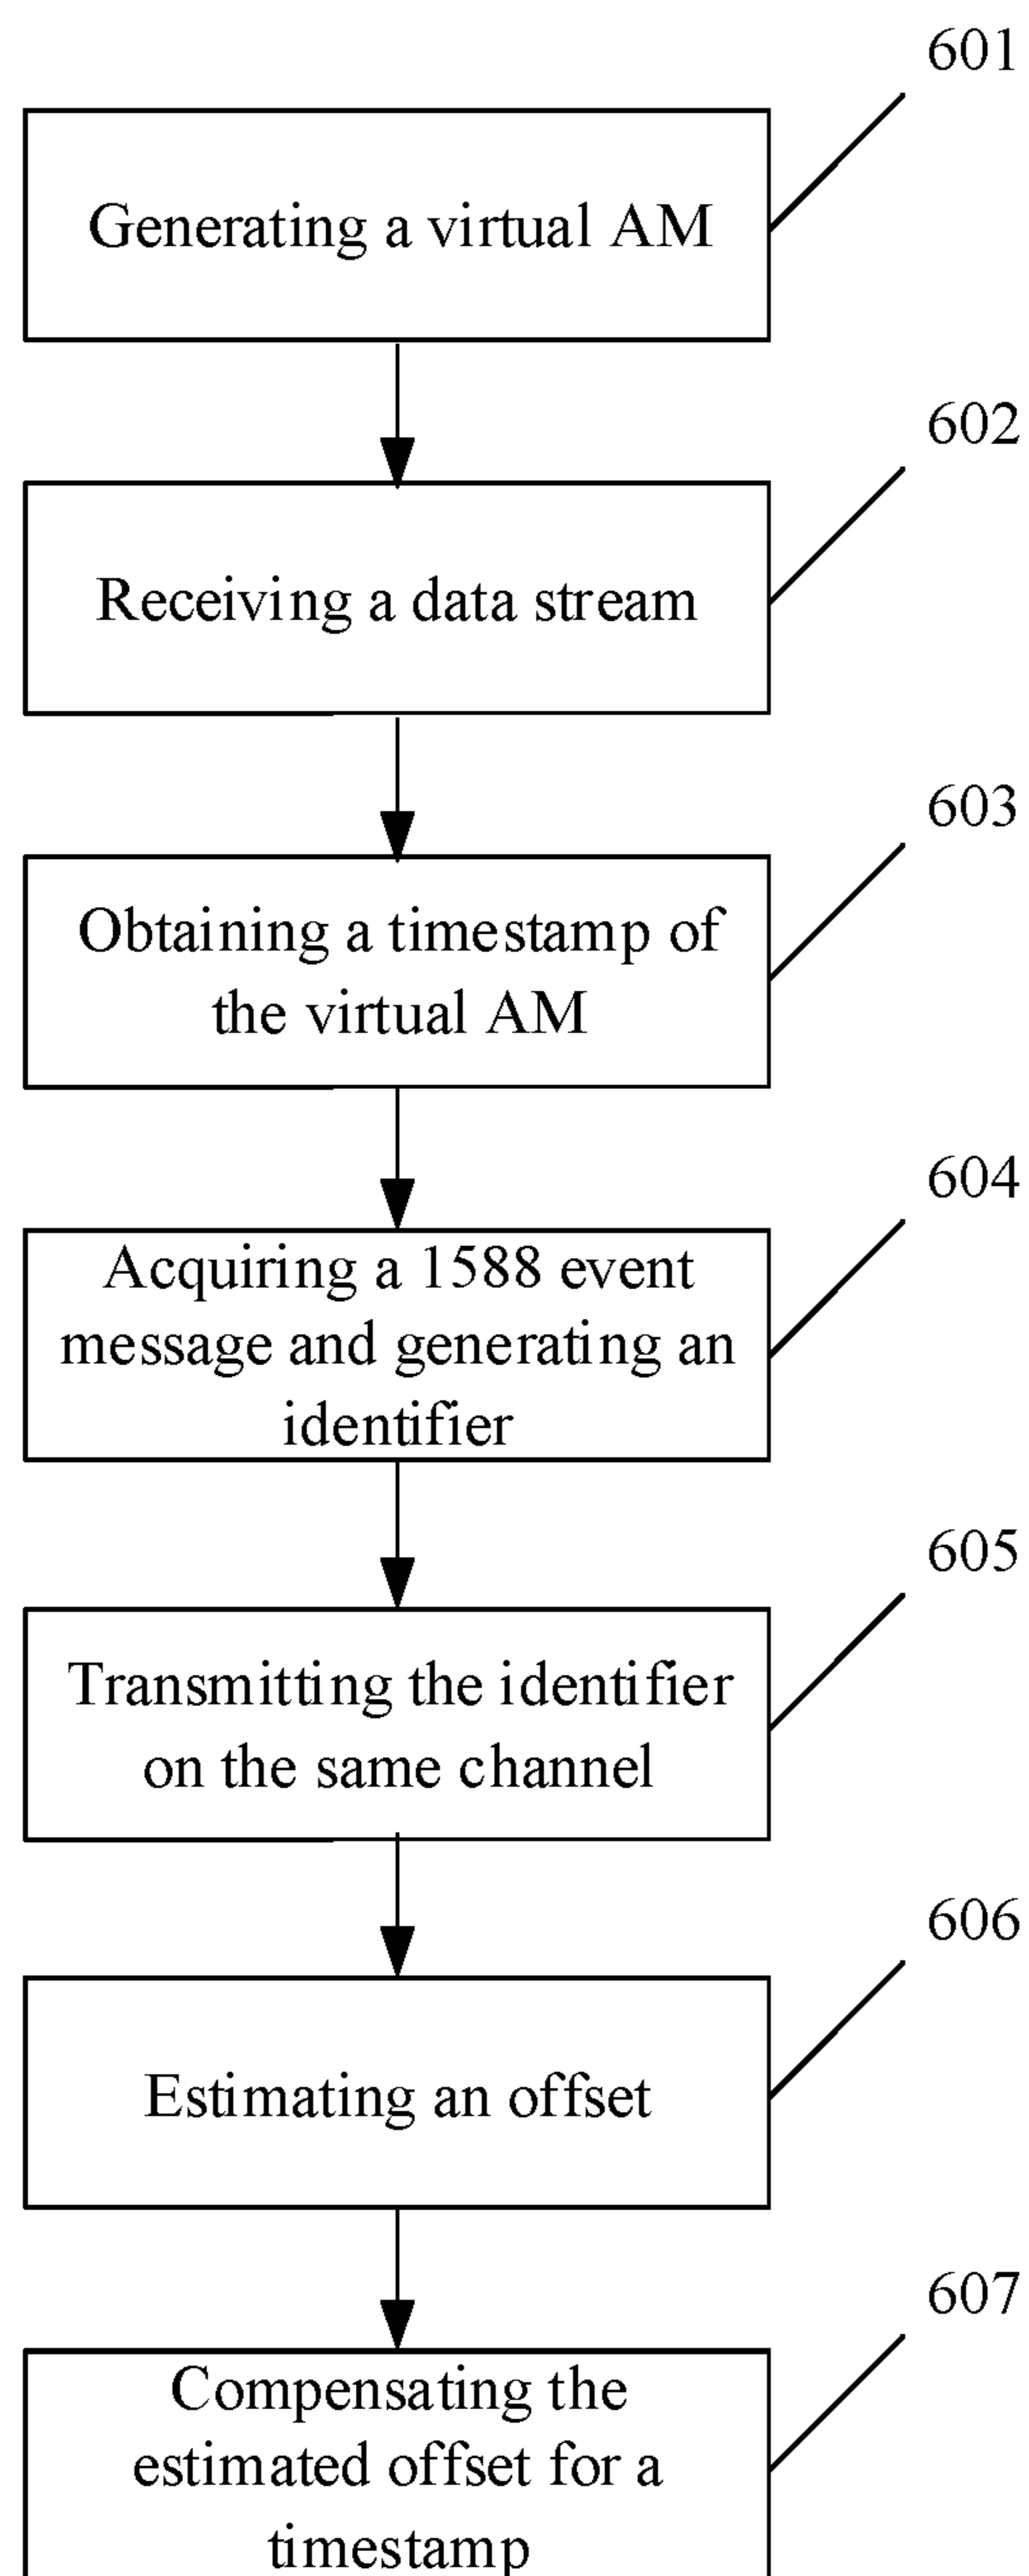 601
Generating a virtual AM
602
Receiving a data stream
603
Obtaining a timestamp of
the virtual AM
604
Acquiring a 1588 event
message and generating an
identifier
605
Transmitting the identifier
on the same channel
606
Estimating an offset
607
Compensating the
estimated offset for a
timestamp